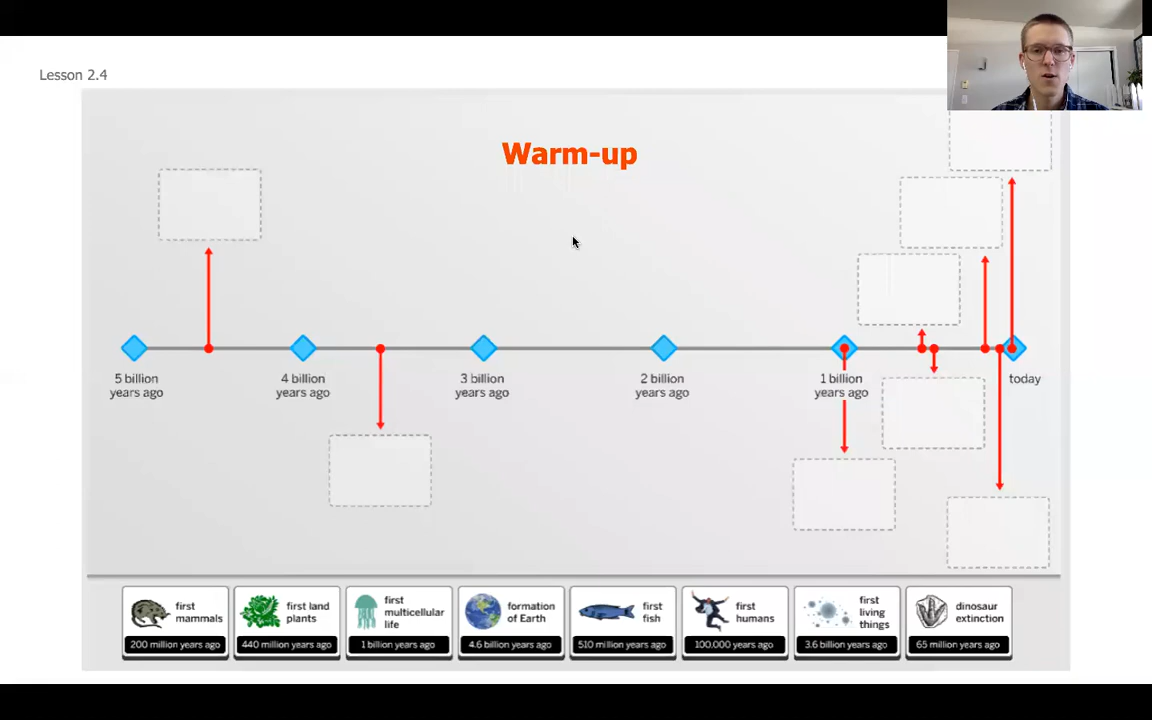 Lesson 2.4
Warm-up
5 billion
years ago
4 billion
years ago
3 billion
years ago
2 billion
years ago
1 billion
years ago
today
first
mammals
200 million years ago
first land
plants
440 million years ago
first
multicellular
life
1 billion years ago
formation
of Earth
4.6 billion years ago
first
fish
510 million years ago
first
humans
100,000 years ago
first
living
things
3.6 billion years ago
dinosaur
extinction
65 million years ago